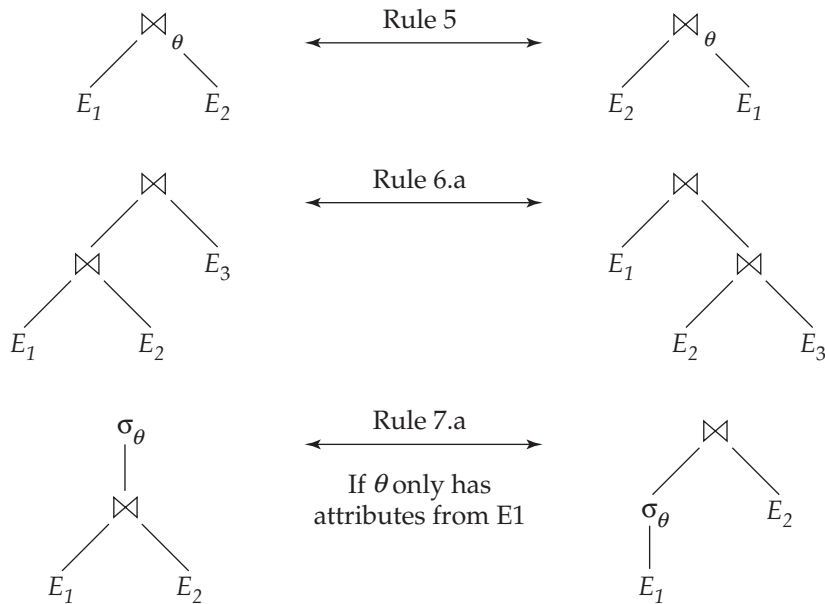 ⋈θ Rule 5 ⋈θ
E1 E2 E2 E1
⋈ Rule 6.a ⋈
⋈ E3 E1 ⋈
E1 E2 E2 E3
σθ Rule 7.a ⋈
If θ only has
attributes from E1
⋈ σθ E2
E1 E2 E1